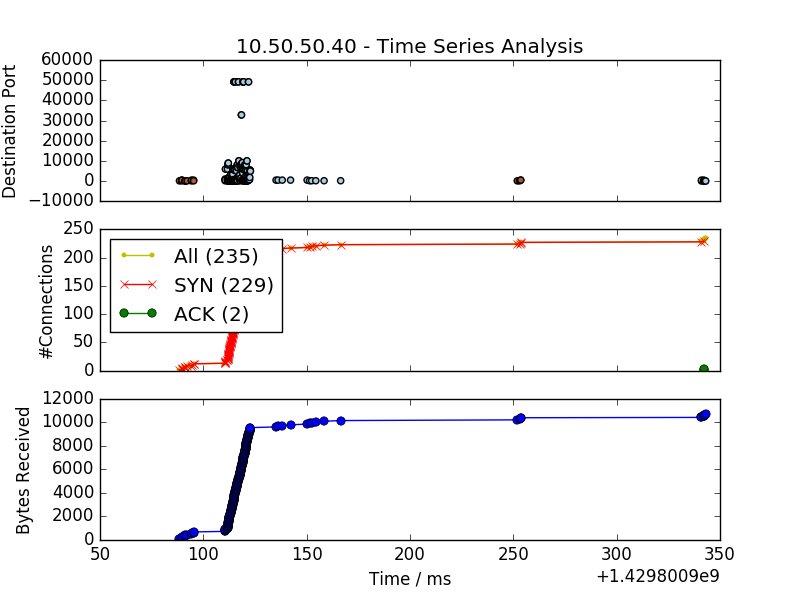 10.50.50.40 - Time Series Analysis
Destination Port
60000
50000
40000
30000
20000
10000
0
−10000
#Connections
250
200
150
100
50
0
All (235)
SYN (229)
ACK (2)
Bytes Received
12000
10000
8000
6000
4000
2000
0
50 100 150 200 250 300 350
Time / ms
+1.4298009e9